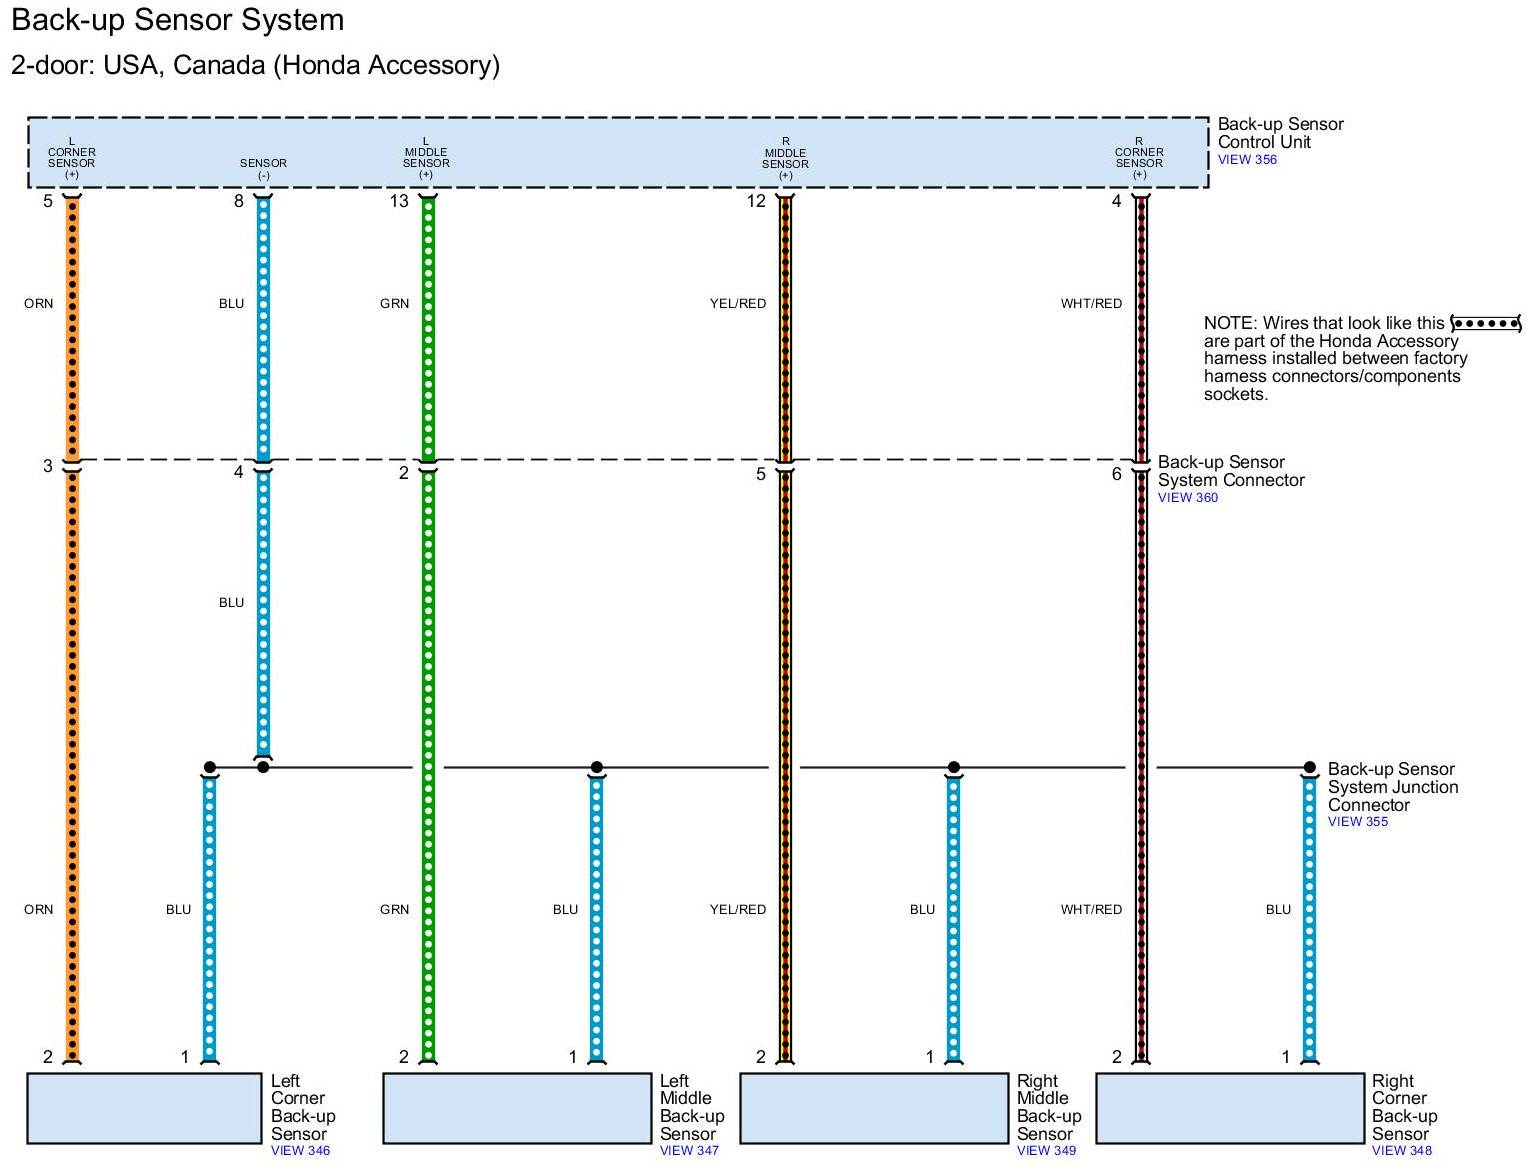 Back-up Sensor System
2-door: USA, Canada (Honda Accessory)
L
CORNER
SENSOR
(+)
SENSOR
(-)
L
MIDDLE
SENSOR
(+)
R
MIDDLE
SENSOR
(+)
R
CORNER
SENSOR
(+)
Back-up Sensor
Control Unit
VIEW 356
5
8
13
12
4
ORN
BLU
GRN
YEL/RED
WHT/RED
NOTE: Wires that look like this
are part of the Honda Accessory
harness installed between factory
harness connectors/components
sockets.
3
4
2
5
6
Back-up Sensor
System Connector
VIEW 360
BLU
Back-up Sensor
System Junction
Connector
VIEW 355
ORN
BLU
GRN
BLU
YEL/RED
BLU
WHT/RED
BLU
2
1
2
1
2
1
2
1
Left
Corner
Back-up
Sensor
VIEW 346
Left
Middle
Back-up
Sensor
VIEW 347
Right
Middle
Back-up
Sensor
VIEW 349
Right
Corner
Back-up
Sensor
VIEW 348